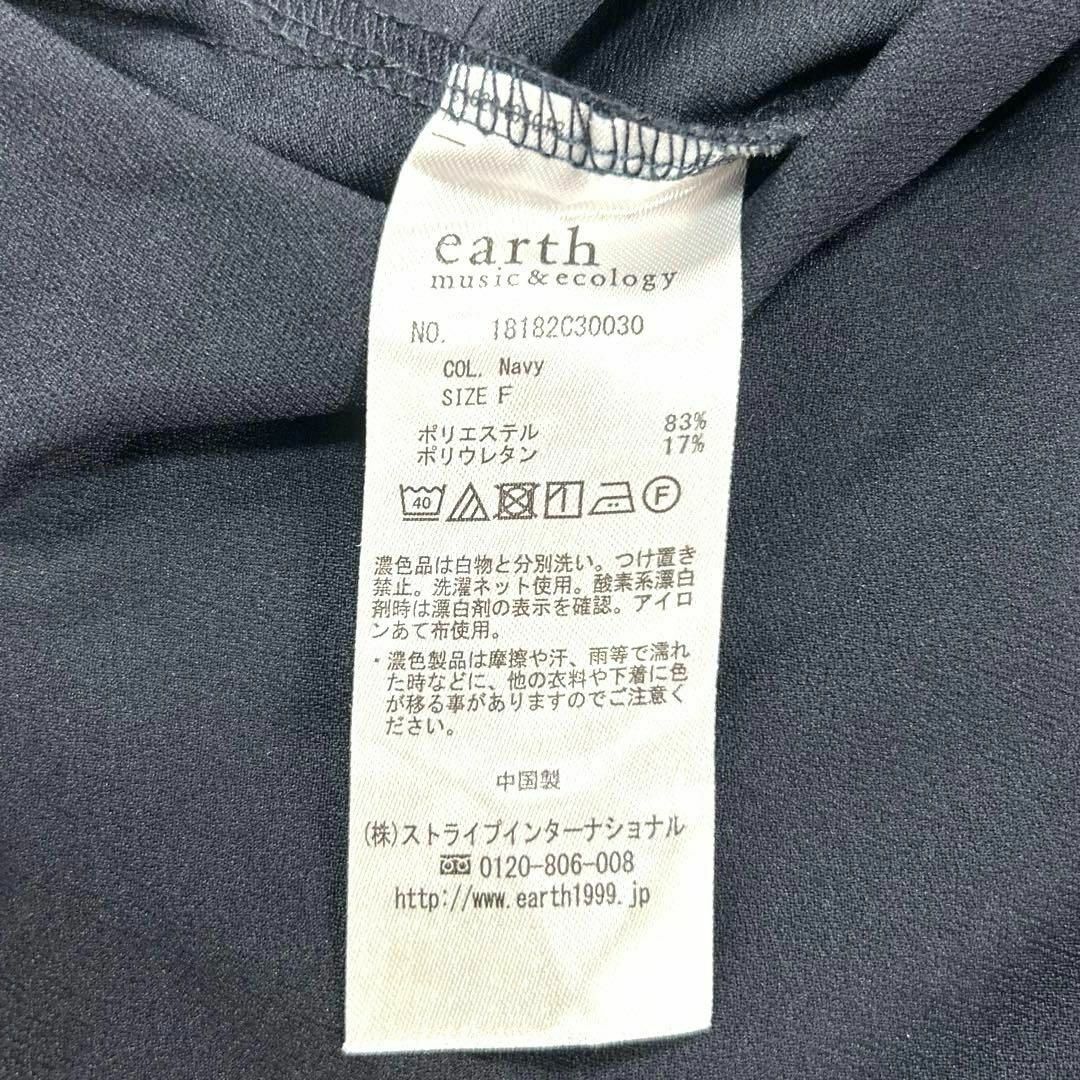 earth
music & ecology
NO. 18182C30030
COL. Navy
SIZE F
ポリエステル 83%
ポリウレタン 17%
40 F
濃色品は白物と分別洗い。つけ置き
禁止。洗濯ネット使用。酸素系漂白
剤時は漂白剤の表示を確認。アイロ
ンあて布使用。
・濃色製品は摩擦や汗、雨等で濡れ
た時などに、他の衣料や下着に色
が移る事がありますのでご注意く
ださい。
中国製
(株)ストライプインターナショナル
0120-806-008
http://www.earth1999.jp